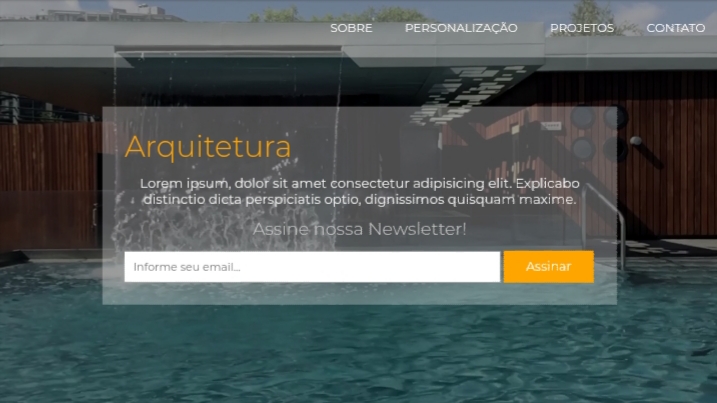 SOBRE PERSONALIZAÇÃO PROJETOS CONTATO
Arquitetura
Lorem ipsum, dolor sit amet consectetur adipisicing elit. Explicabo
distinctio dicta perspiciatis optio, dignissimos quisquam maxime.
Assine nossa Newsletter!
Informe seu email... Assinar